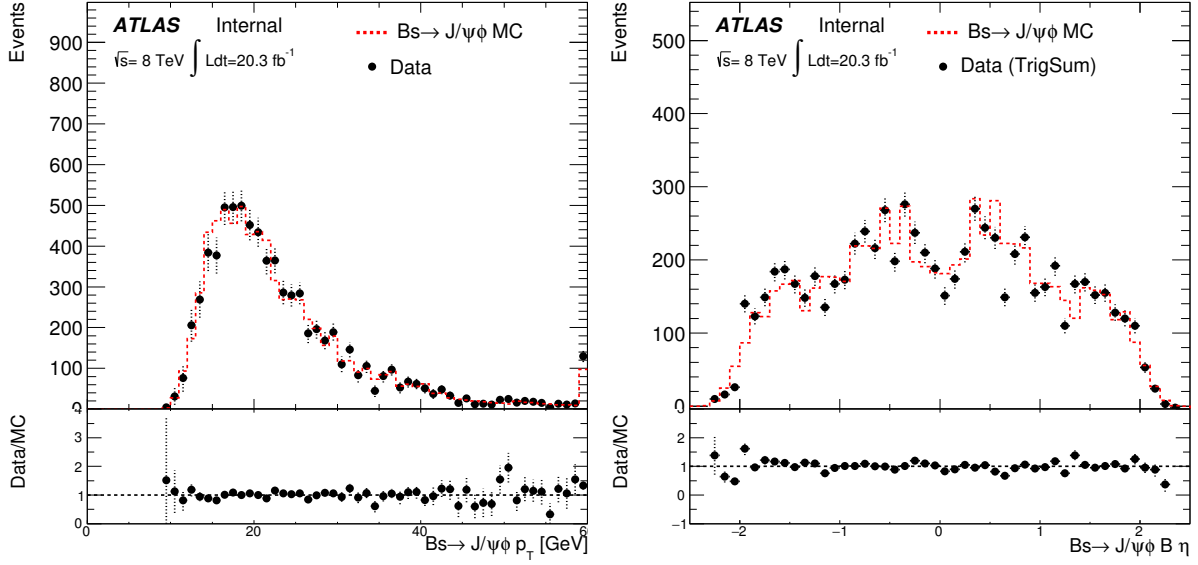 ATLAS Internal
√s= 8 TeV ∫ Ldt=20.3 fb⁻¹
Bs→ J/ψϕ MC
Data
Events
900
800
700
600
500
400
300
200
100
0
Data/MC
3
2
1
0
0 20 40 6
Bs→ J/ψϕ p_T [GeV]
ATLAS Internal
√s= 8 TeV ∫ Ldt=20.3 fb⁻¹
Bs→ J/ψϕ MC
Data (TrigSum)
Events
500
400
300
200
100
0
Data/MC
3
2
1
0
−1
−2 −1 0 1 2
Bs→ J/ψϕ B η